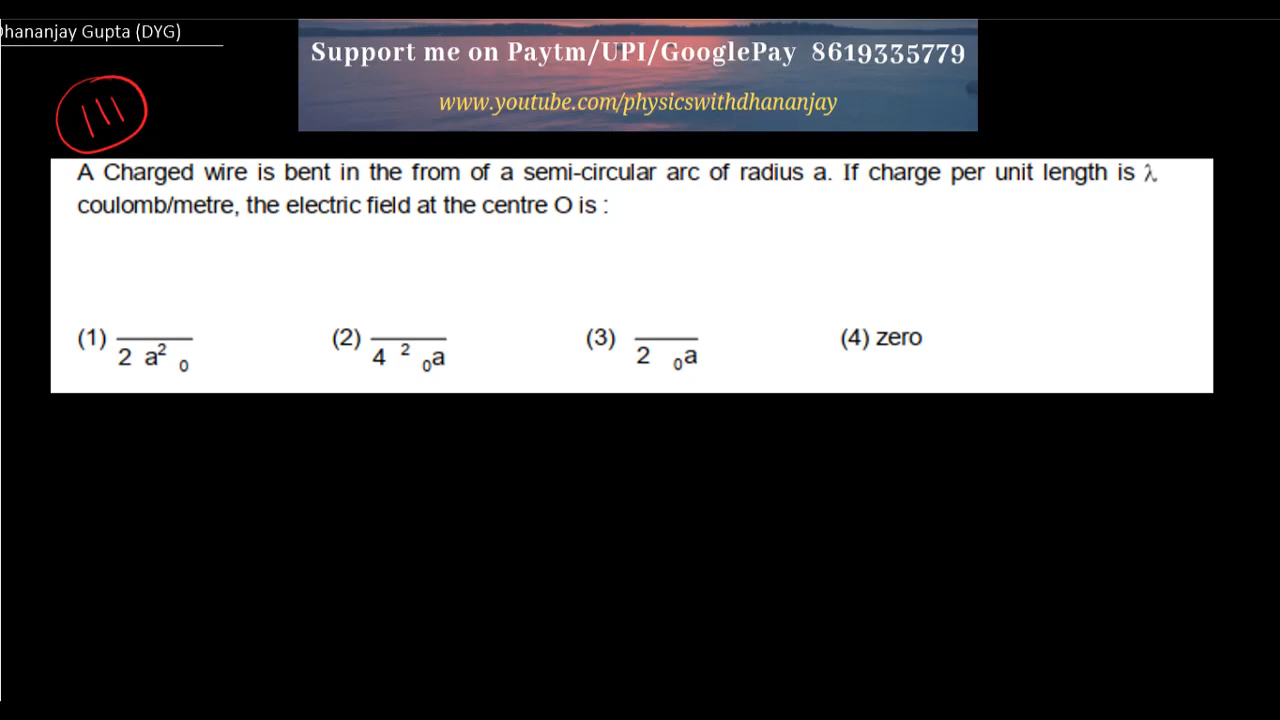 Dhananjay Gupta (DYG)
Support me on Paytm/UPI/GooglePay 8619335779
www.youtube.com/physicswithdhananjay
111
A Charged wire is bent in the from of a semi-circular arc of radius a. If charge per unit length is λ
coulomb/metre, the electric field at the centre O is :
(1) ――― (2) ――― (3) ――― (4) zero
2 a² ₀ 4 ² ₀a 2 ₀a